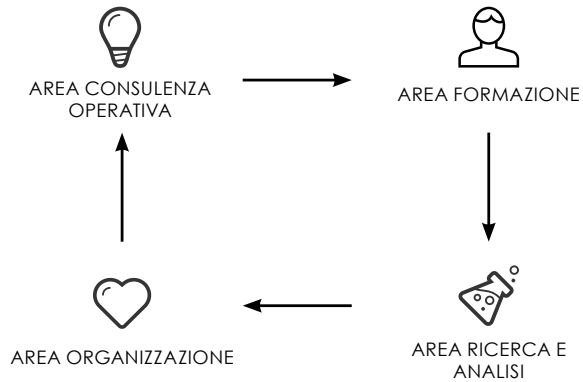 AREA CONSULENZA
OPERATIVA
AREA FORMAZIONE
AREA ORGANIZZAZIONE
AREA RICERCA E
ANALISI